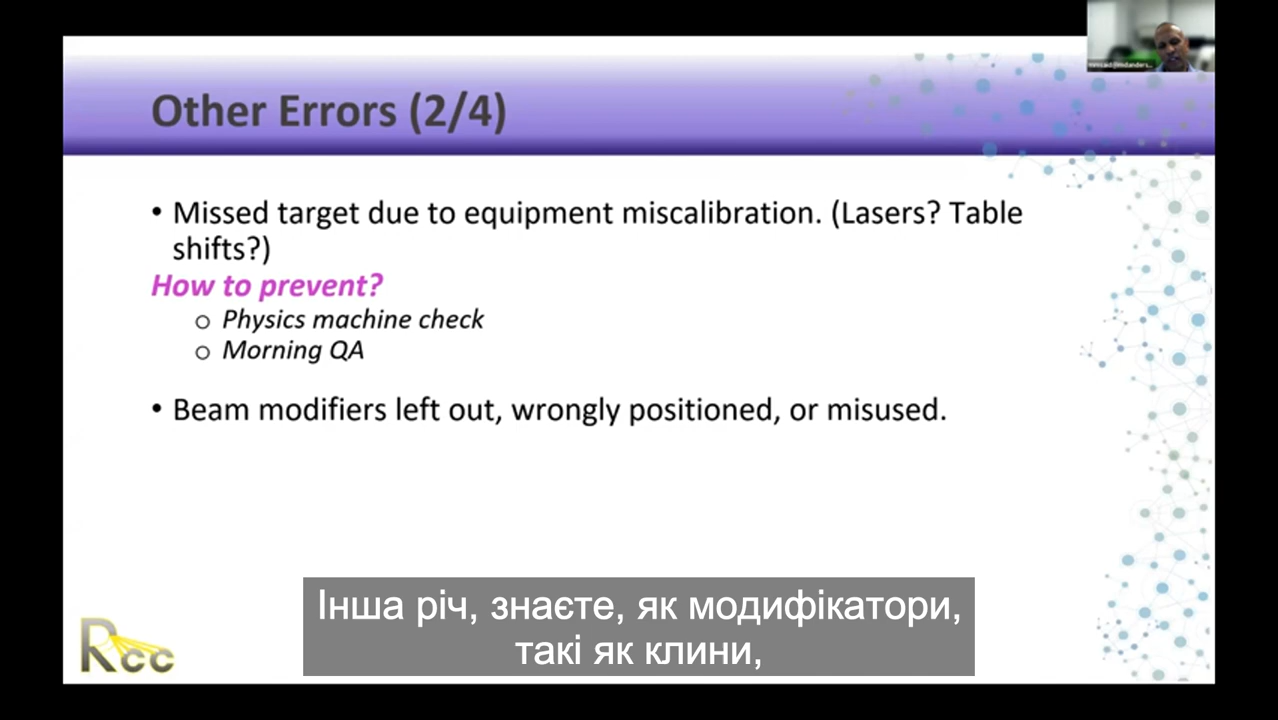 Other Errors (2/4)
• Missed target due to equipment miscalibration. (Lasers? Table
shifts?)
How to prevent?
o Physics machine check
o Morning QA
• Beam modifiers left out, wrongly positioned, or misused.
Інша річ, знаєте, як модифікатори,
такі як клини,
Rcc